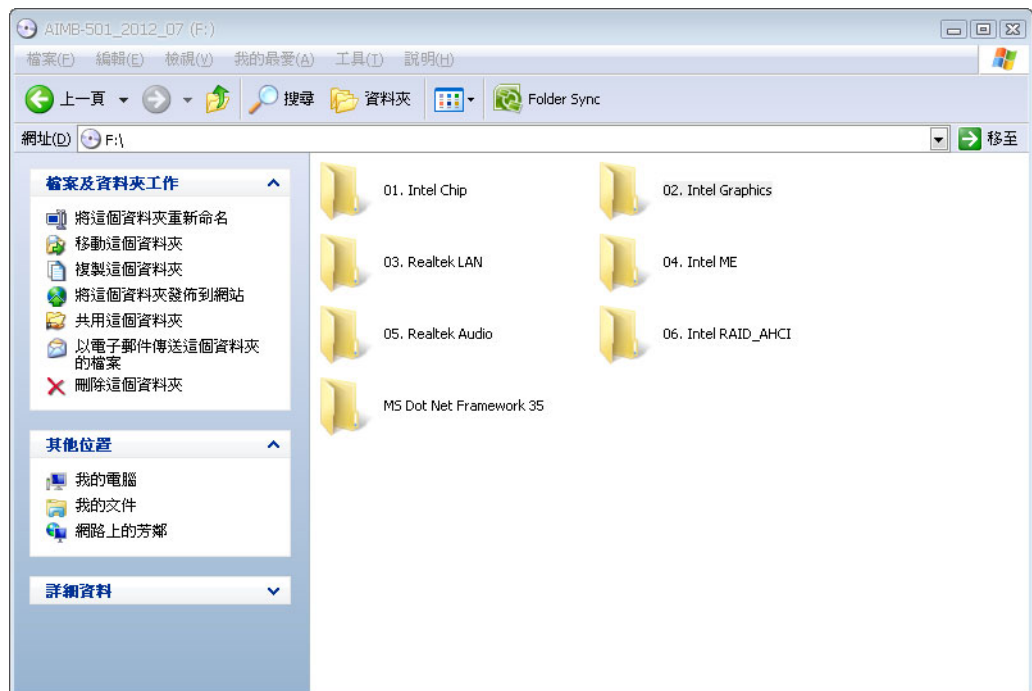 AIMB-501_2012_07 (F:)
檔案(F) 編輯(E) 檢視(V) 我的最愛(A) 工具(T) 說明(H)
上一頁 搜尋 資料夾 Folder Sync
網址(D) F:\ 移至
檔案及資料夾工作
將這個資料夾重新命名
移動這個資料夾
複製這個資料夾
將這個資料夾發佈到網站
共用這個資料夾
以電子郵件傳送這個資料夾
的檔案
刪除這個資料夾
其他位置
我的電腦
我的文件
網路上的芳鄰
詳細資料
01. Intel Chip
02. Intel Graphics
03. Realtek LAN
04. Intel ME
05. Realtek Audio
06. Intel RAID_AHCI
MS Dot Net Framework 35